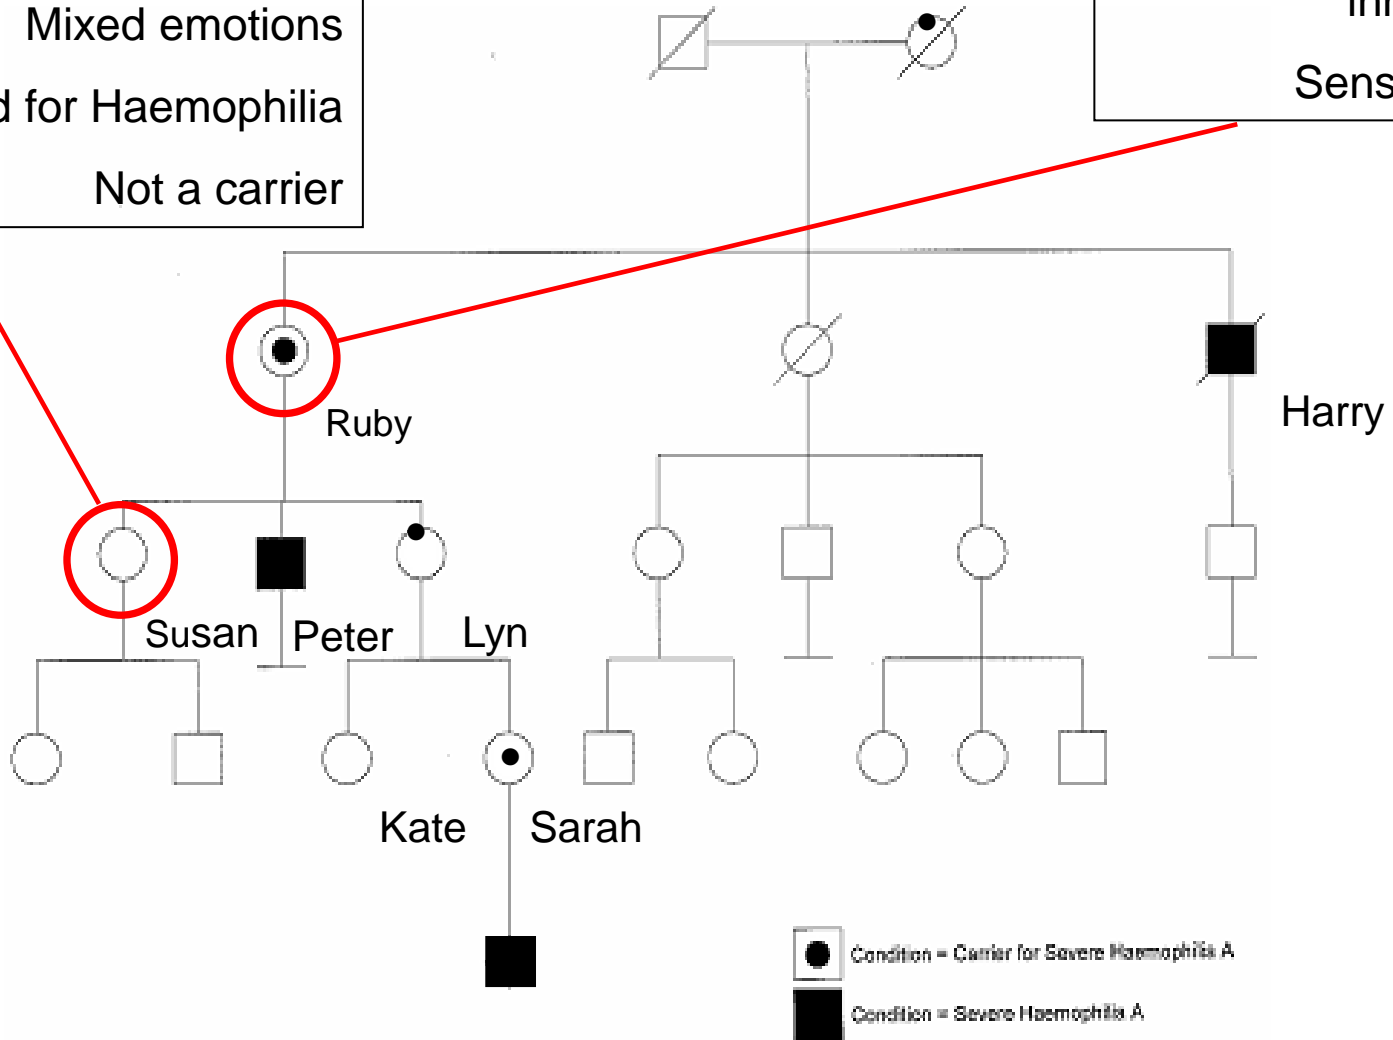 Mixed emotions
d for Haemophilia
Not a carrier
Sens
Ruby
Harry
Susan
Peter
Lyn
Kate
Sarah
Condition = Carrier for Severe Haemophilia A
Condition = Severe Haemophilia A